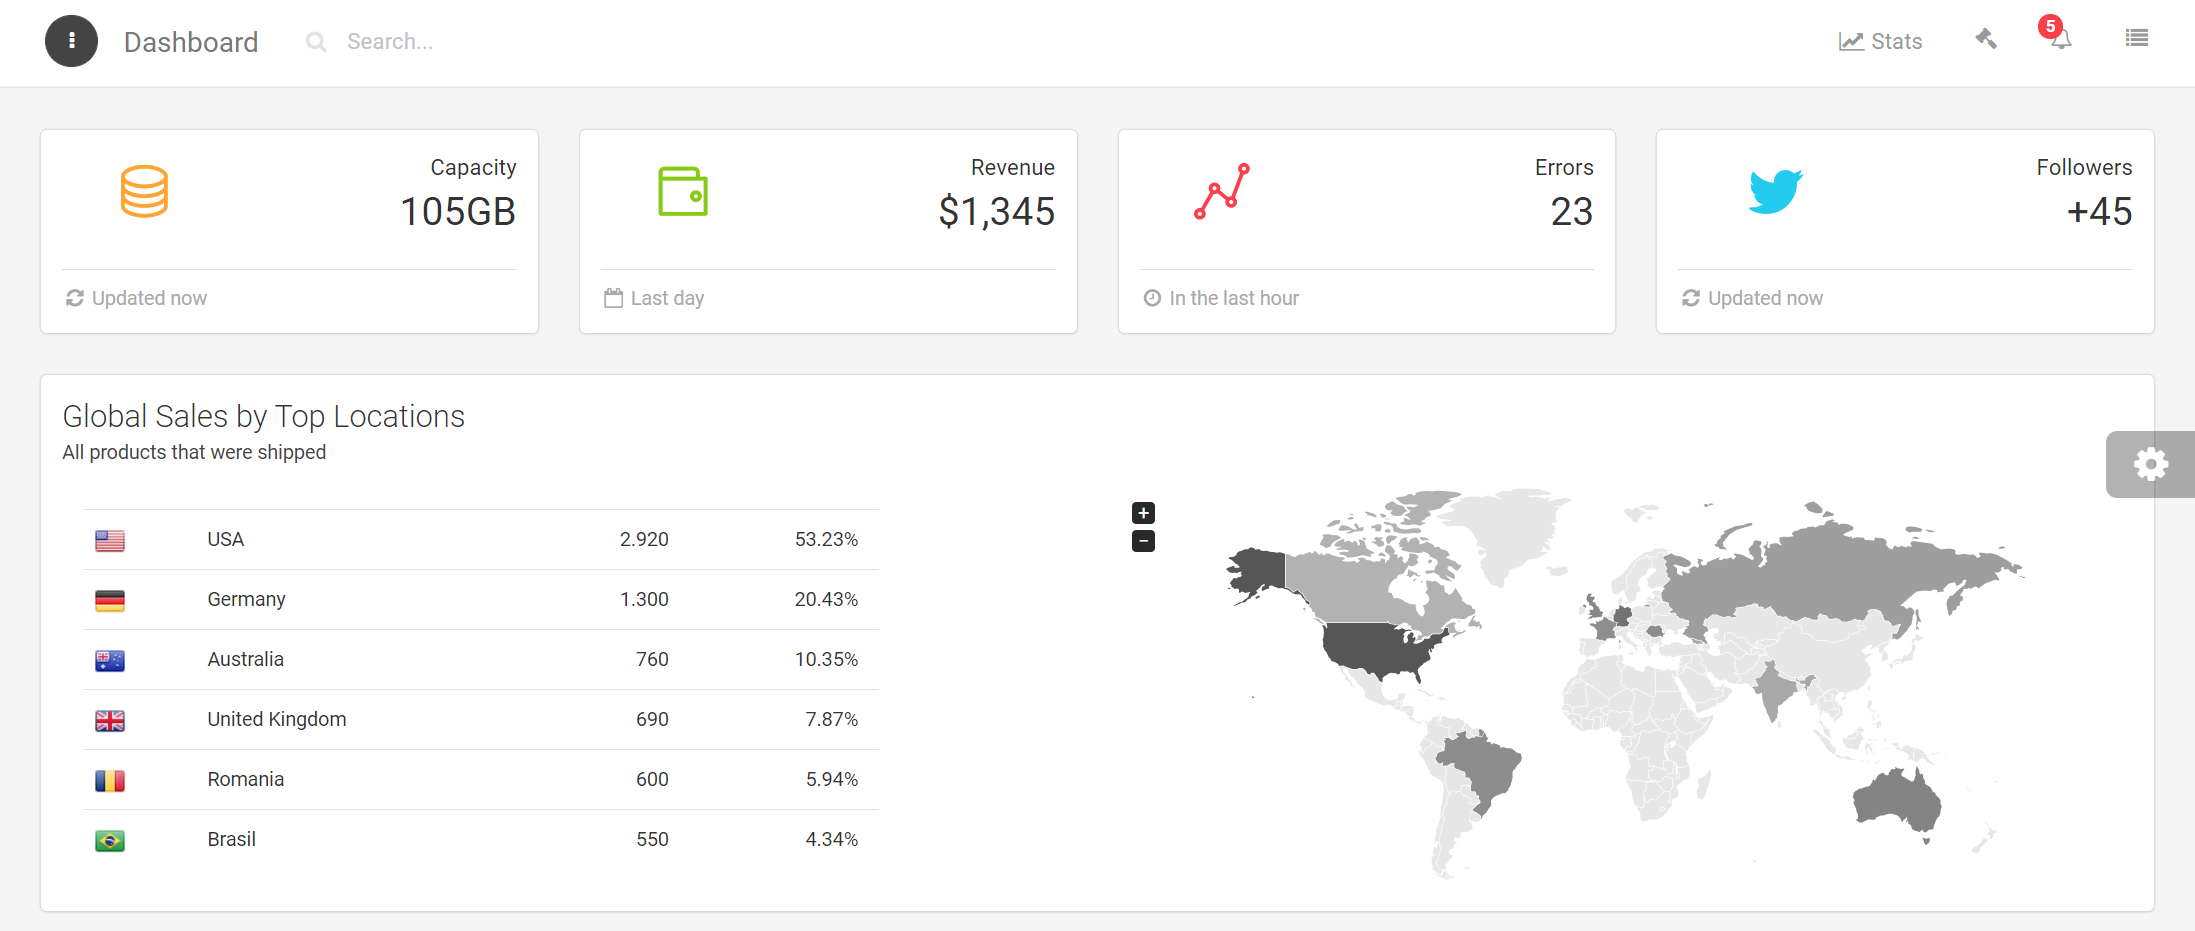 Dashboard
Search...
Stats
5
Capacity
105GB
Updated now
Revenue
$1,345
Last day
Errors
23
In the last hour
Followers
+45
Updated now
Global Sales by Top Locations
All products that were shipped
USA 2.920 53.23%
Germany 1.300 20.43%
Australia 760 10.35%
United Kingdom 690 7.87%
Romania 600 5.94%
Brasil 550 4.34%
+
−